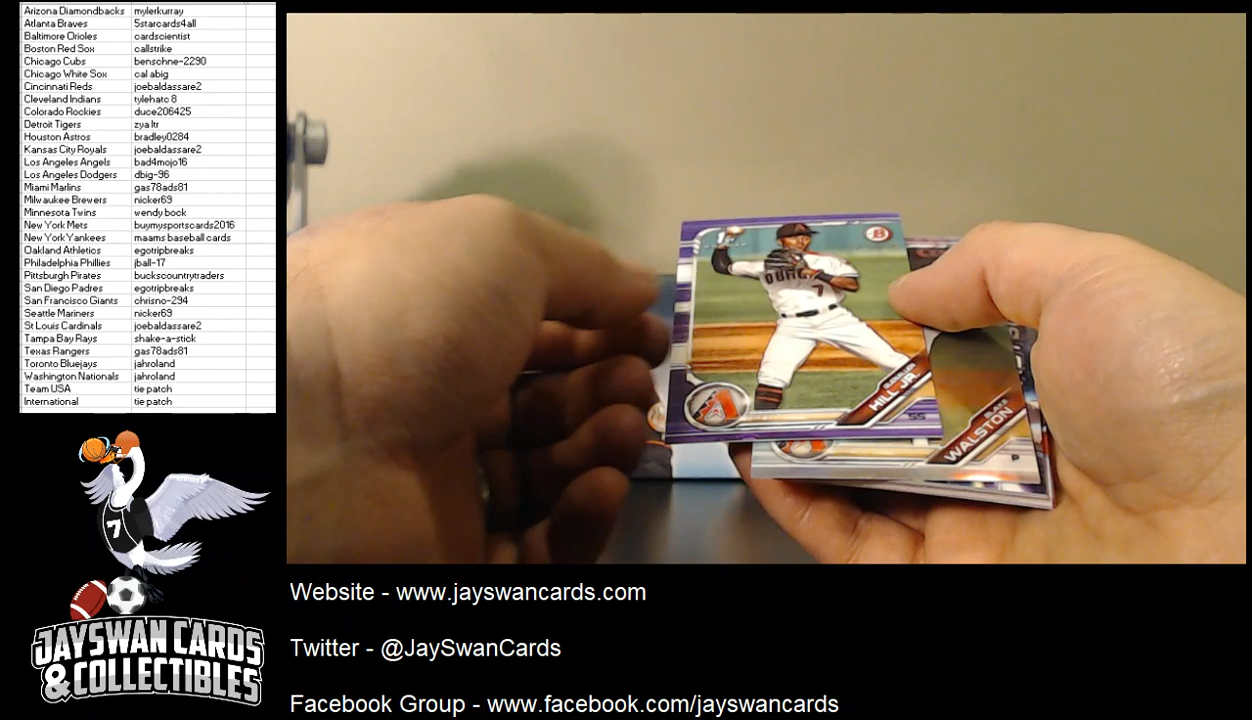 Arizona Diamondbacks mylerkurray
Atlanta Braves 5starcards4all
Baltimore Orioles cardscientist
Boston Red Sox callstrike
Chicago Cubs benschne-2290
Chicago White Sox cal abig
Cincinnati Reds joebaldassare2
Cleveland Indians tylehatc 8
Colorado Rockies duce206425
Detroit Tigers zya ltr
Houston Astros bradley0284
Kansas City Royals joebaldassare2
Los Angeles Angels bad4mojo16
Los Angeles Dodgers dbig-96
Miami Marlins gas78ads81
Milwaukee Brewers nicker69
Minnesota Twins wendy bock
New York Mets buymysportscards2016
New York Yankees maams baseball cards
Oakland Athletics egotripbreaks
Philadelphia Phillies jball-17
Pittsburgh Pirates buckscountrytraders
San Diego Padres egotripbreaks
San Francisco Giants chrisno-294
Seattle Mariners nicker69
St Louis Cardinals joebaldassare2
Tampa Bay Rays shake-a-stick
Texas Rangers gas78ads81
Toronto Bluejays jahroland
Washington Nationals jahroland
Team USA tie patch
International tie patch
1st
B
7
HILL JR.
SS
WALSTON
P
7
JAYSWAN CARDS
& COLLECTIBLES
Website - www.jayswancards.com
Twitter - @JaySwanCards
Facebook Group - www.facebook.com/jayswancards